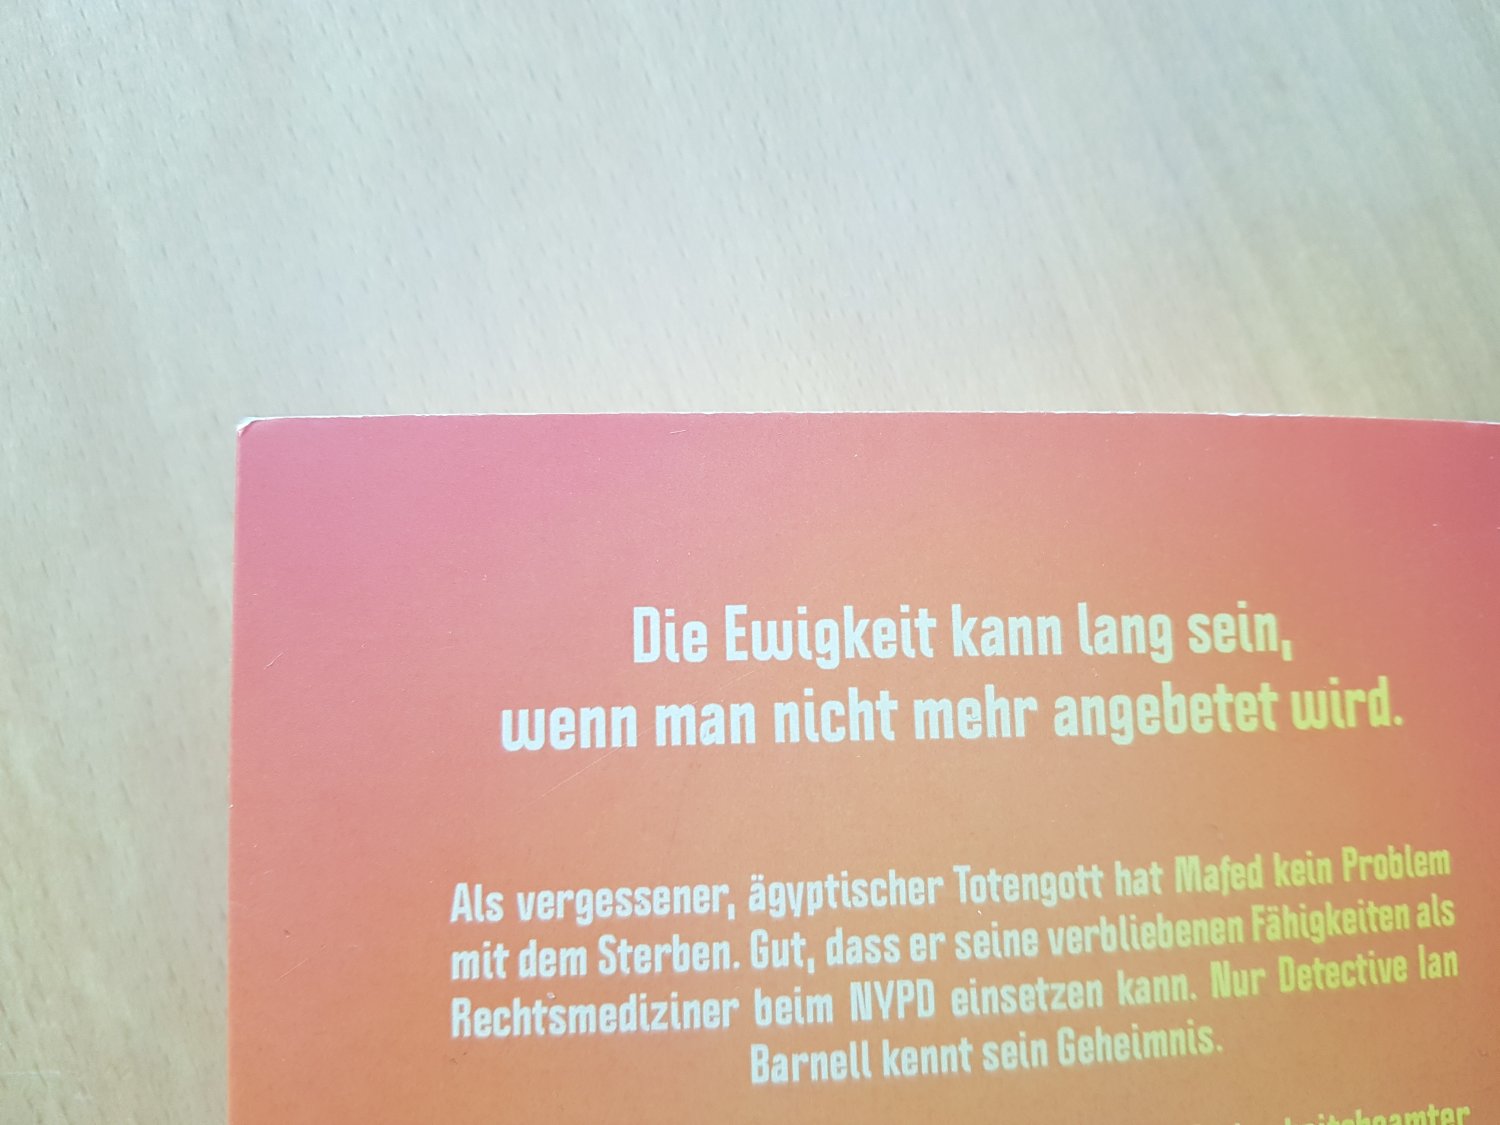 Die Ewigkeit kann lang sein,
wenn man nicht mehr angebetet wird.
Als vergessener, ägyptischer Totengott hat Mafed kein Problem
mit dem Sterben. Gut, dass er seine verbliebenen Fähigkeiten als
Rechtsmediziner beim NYPD einsetzen kann. Nur Detective Ian
Barnell kennt sein Geheimnis.